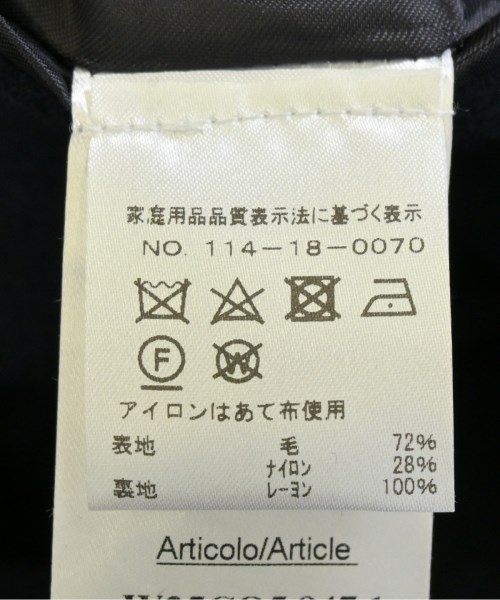 家庭用品品質表示法に基づく表示
NO. 114-18-0070
F W
アイロンはあて布使用
表地 毛 72%
ナイロン 28%
裏地 レーヨン 100%
Articolo/Article